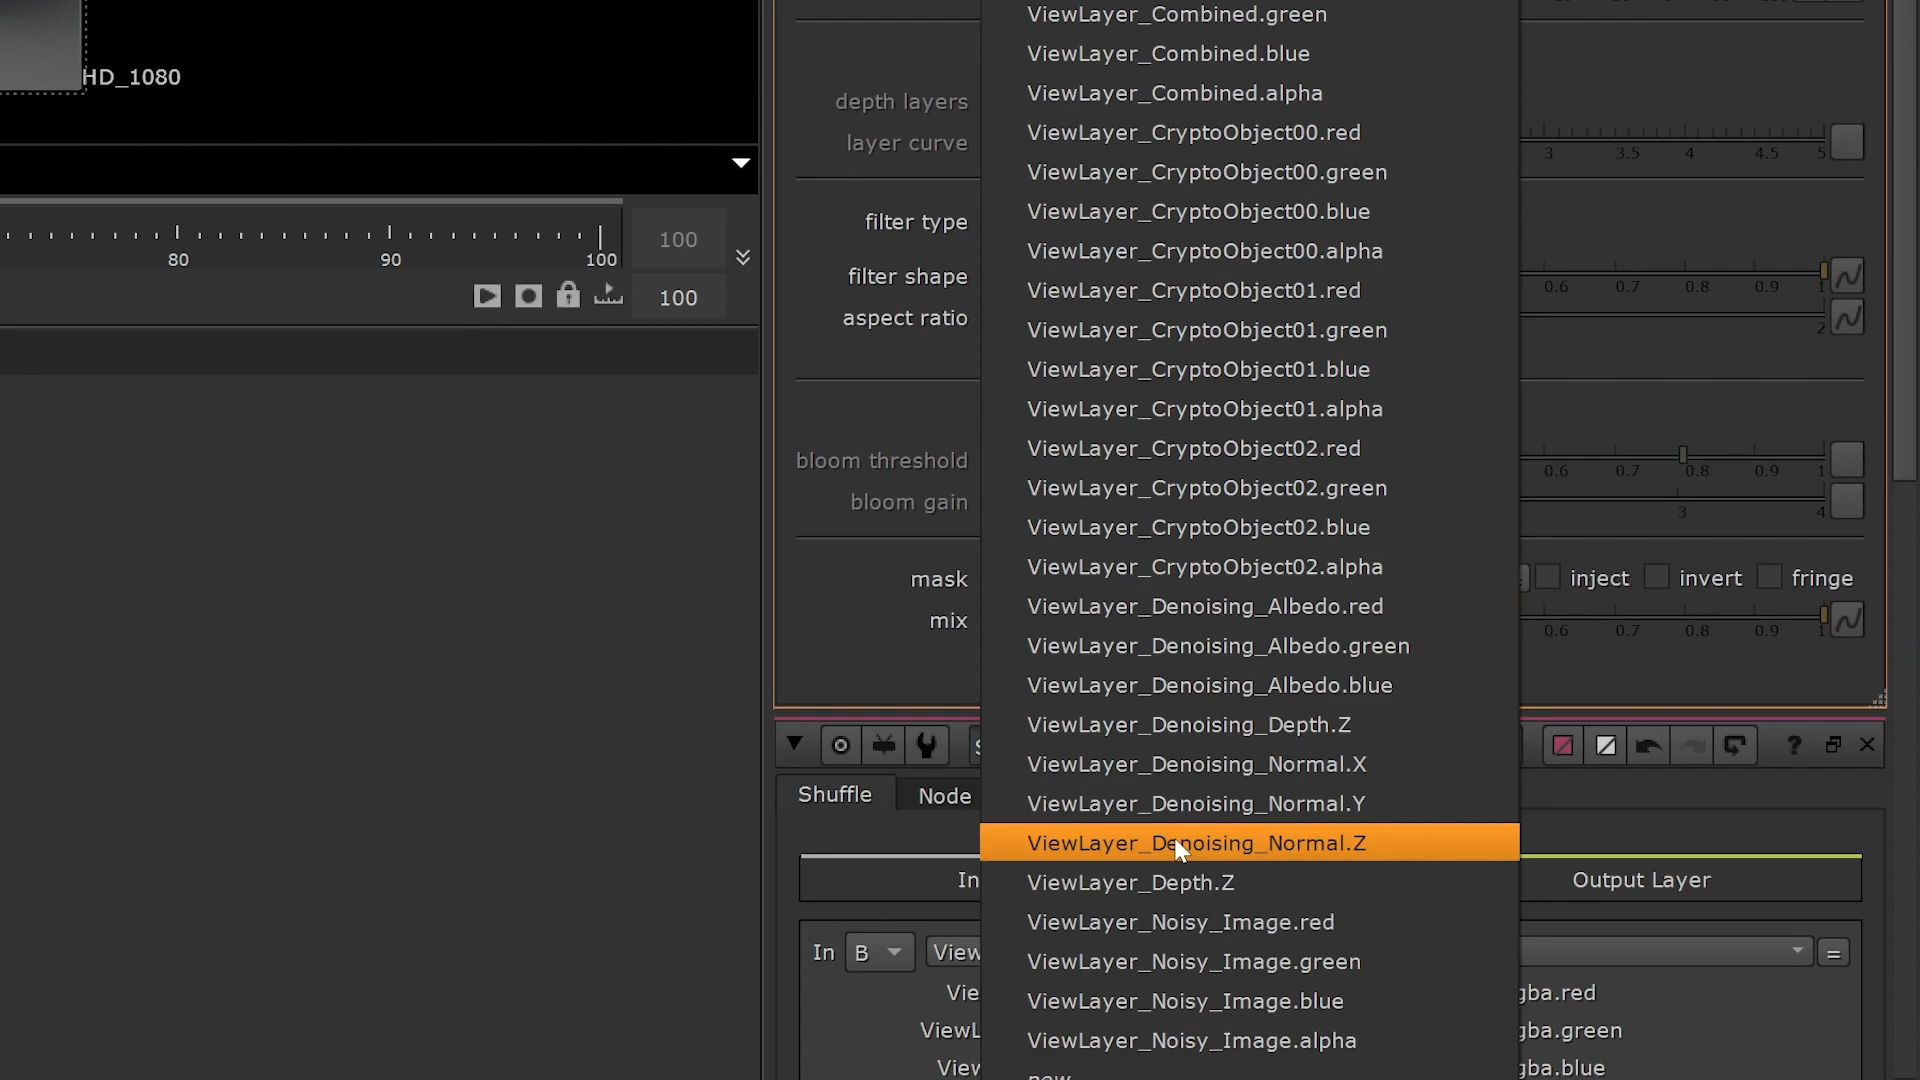 HD_1080
80
90
100
100
100
depth layers
layer curve
filter type
filter shape
aspect ratio
bloom threshold
bloom gain
mask
mix
ViewLayer_Combined.green
ViewLayer_Combined.blue
ViewLayer_Combined.alpha
ViewLayer_CryptoObject00.red
ViewLayer_CryptoObject00.green
ViewLayer_CryptoObject00.blue
ViewLayer_CryptoObject00.alpha
ViewLayer_CryptoObject01.red
ViewLayer_CryptoObject01.green
ViewLayer_CryptoObject01.blue
ViewLayer_CryptoObject01.alpha
ViewLayer_CryptoObject02.red
ViewLayer_CryptoObject02.green
ViewLayer_CryptoObject02.blue
ViewLayer_CryptoObject02.alpha
ViewLayer_Denoising_Albedo.red
ViewLayer_Denoising_Albedo.green
ViewLayer_Denoising_Albedo.blue
ViewLayer_Denoising_Depth.Z
ViewLayer_Denoising_Normal.X
ViewLayer_Denoising_Normal.Y
ViewLayer_Denoising_Normal.Z
ViewLayer_Depth.Z
ViewLayer_Noisy_Image.red
ViewLayer_Noisy_Image.green
ViewLayer_Noisy_Image.blue
ViewLayer_Noisy_Image.alpha
new
3 3.5 4 4.5 5
0.6 0.7 0.8 0.9 1
2
0.6 0.7 0.8 0.9 1
3 4
inject invert fringe
0.6 0.7 0.8 0.9 1
?
Shuffle Node
In
Output Layer
In B View
=
Vie
gba.red
ViewL
gba.green
View
gba.blue